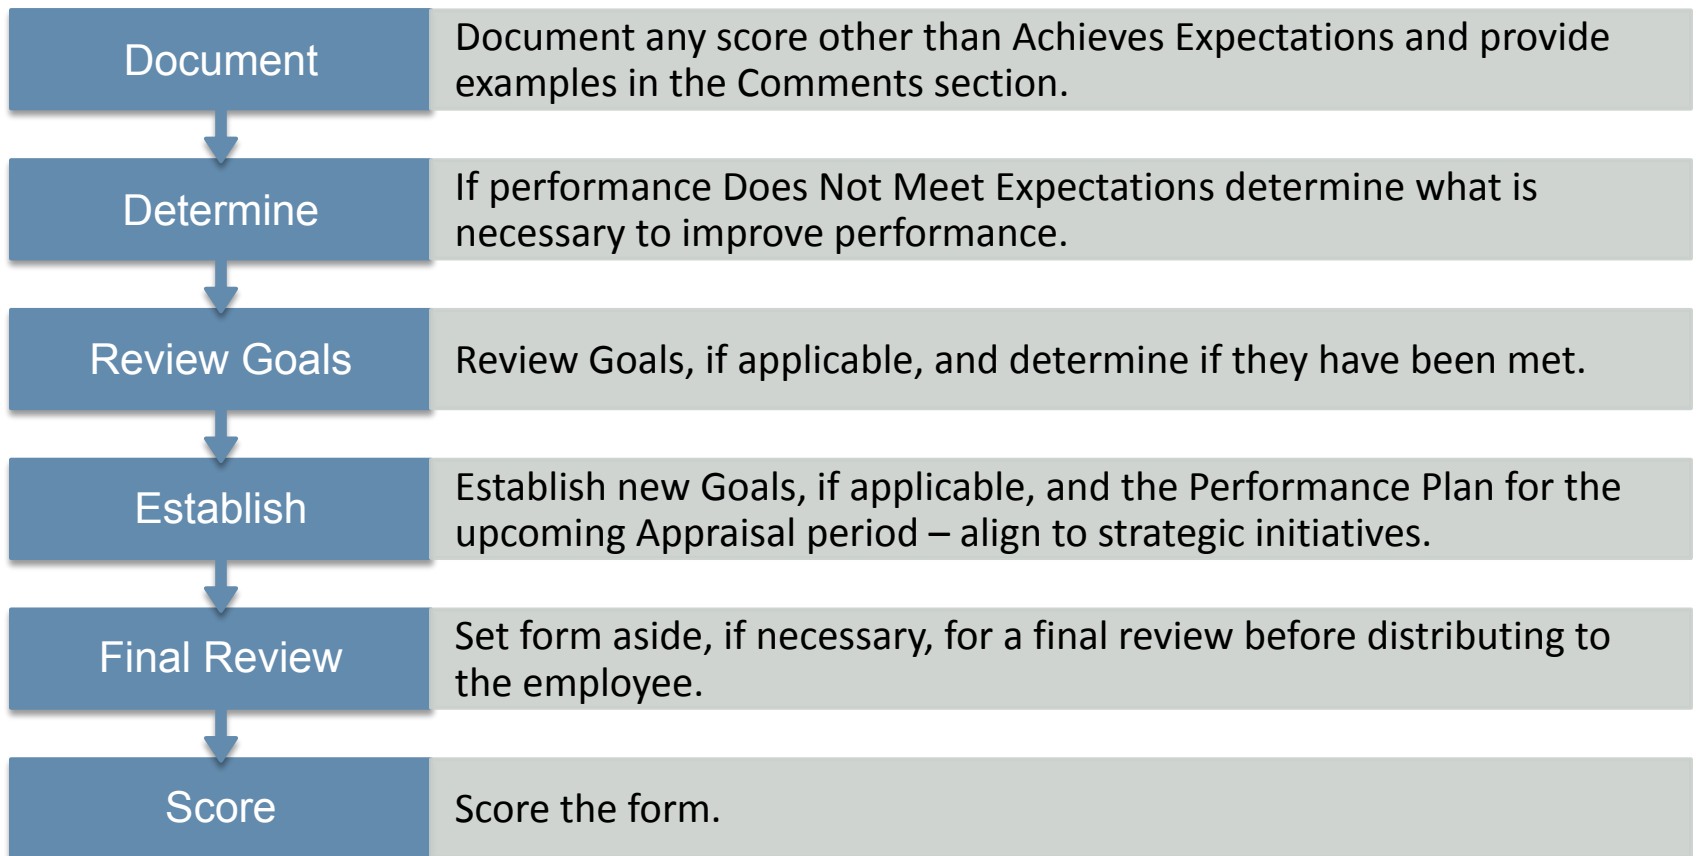 Document
Document any score other than Achieves Expectations and provide
examples in the Comments section.
Determine
If performance Does Not Meet Expectations determine what is
necessary to improve performance.
Review Goals
Review Goals, if applicable, and determine if they have been met.
Establish
Establish new Goals, if applicable, and the Performance Plan for the
upcoming Appraisal period – align to strategic initiatives.
Final Review
Set form aside, if necessary, for a final review before distributing to
the employee.
Score
Score the form.